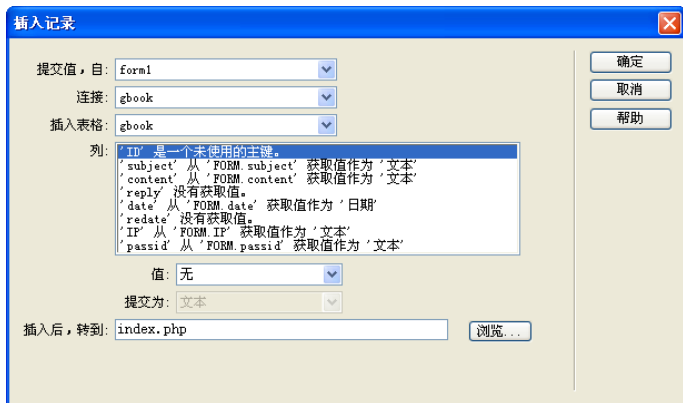 插入记录
提交值，自: form1
确定
连接: gbook
取消
插入表格: gbook
帮助
列: 'ID' 是一个未使用的主键。
'subject' 从 'FORM.subject' 获取值作为 '文本'
'content' 从 'FORM.content' 获取值作为 '文本'
'reply' 没有获取值。
'date' 从 'FORM.date' 获取值作为 '日期'
'redate' 没有获取值。
'IP' 从 'FORM.IP' 获取值作为 '文本'
'passid' 从 'FORM.passid' 获取值作为 '文本'
值: 无
提交为: 文本
插入后，转到: index.php
浏览...